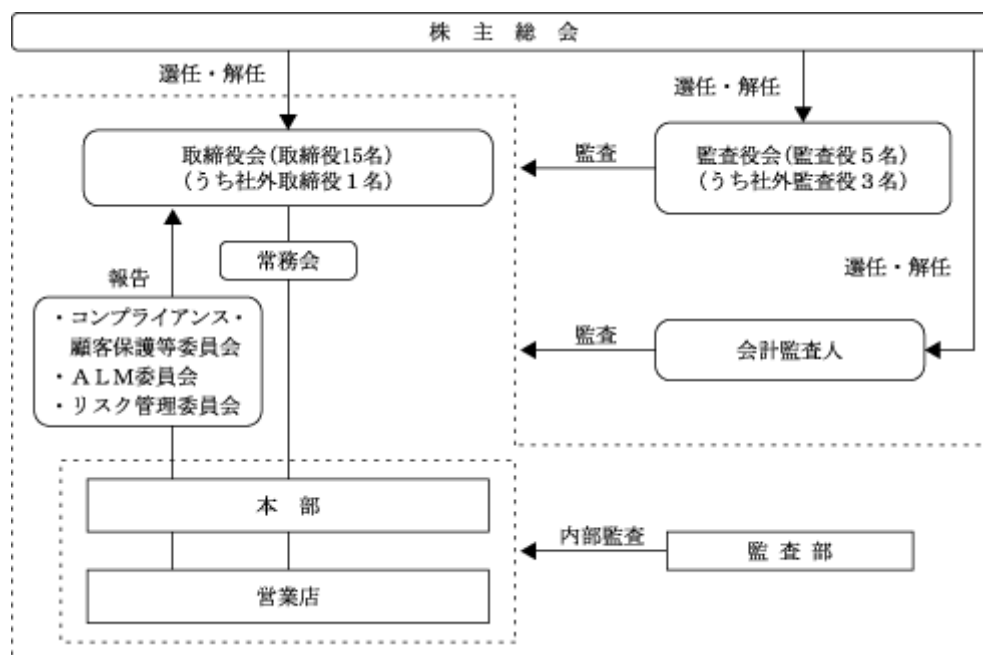 株 主 総 会
選任・解任
選任・解任
取締役会(取締役15名)
(うち社外取締役1名)
監査
監査役会(監査役5名)
(うち社外監査役3名)
常務会
選任・解任
報告
・コンプライアンス・
顧客保護等委員会
・ALM委員会
・リスク管理委員会
監査
会計監査人
本 部
内部監査
監 査 部
営業店